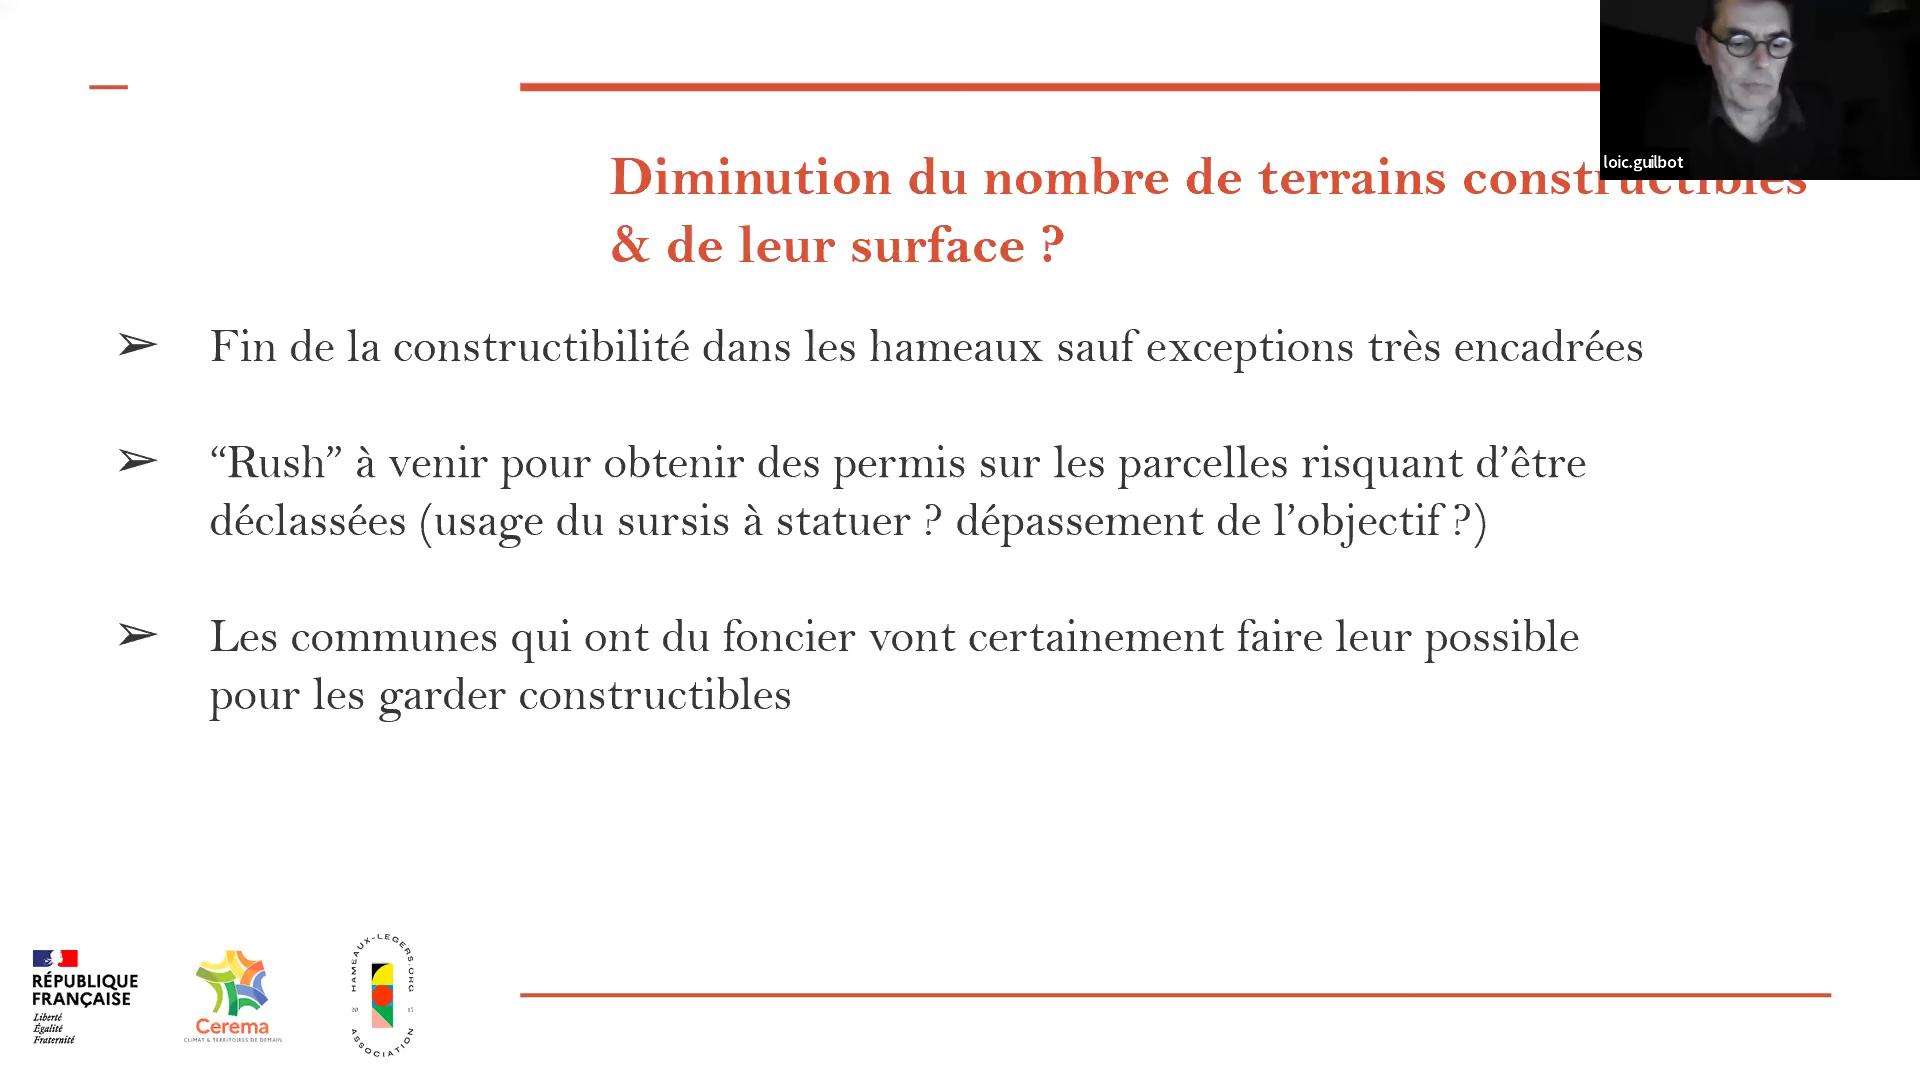 loic.guilbot
Diminution du nombre de terrains constructibles
& de leur surface ?
➢ Fin de la constructibilité dans les hameaux sauf exceptions très encadrées
➢ “Rush” à venir pour obtenir des permis sur les parcelles risquant d’être
déclassées (usage du sursis à statuer ? dépassement de l’objectif ?)
➢ Les communes qui ont du foncier vont certainement faire leur possible
pour les garder constructibles
RÉPUBLIQUE
FRANÇAISE
Liberté
Égalité
Fraternité
Cerema
CLIMAT & TERRITOIRES DE DEMAIN
HAMEAUX-LEGERS.ORG
20 17
ASSOCIATION